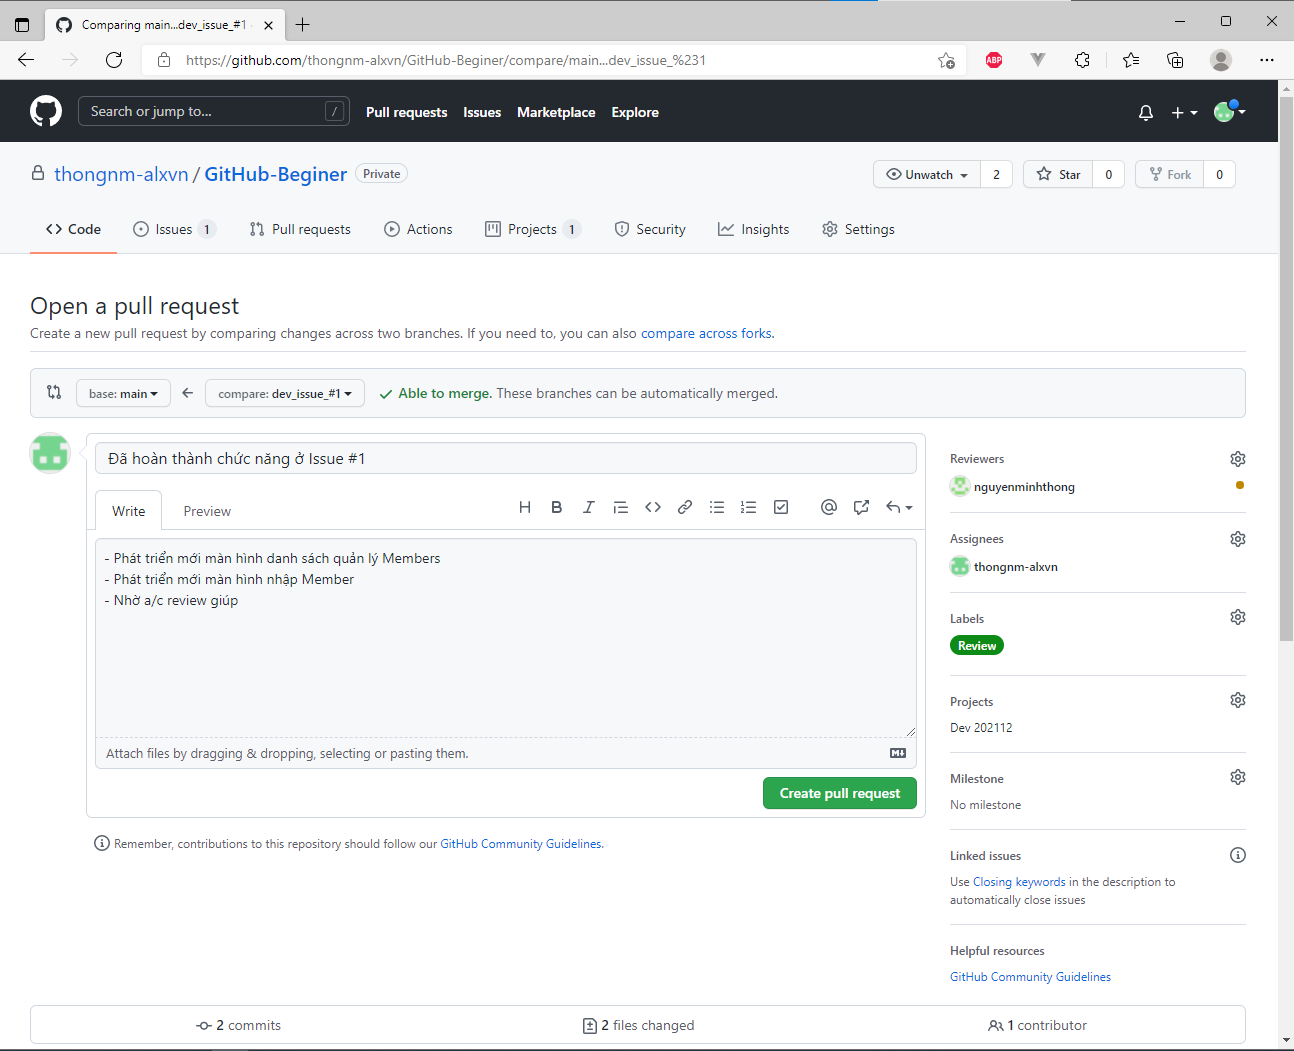 Comparing main...dev_issue_#1
https://github.com/thongnm-alxvn/GitHub-Beginer/compare/main...dev_issue_%231
ABP
Search or jump to...
/
Pull requests
Issues
Marketplace
Explore
thongnm-alxvn / GitHub-Beginer
Private
Unwatch
2
Star
0
Fork
0
Code
Issues 1
Pull requests
Actions
Projects 1
Security
Insights
Settings
Open a pull request
Create a new pull request by comparing changes across two branches. If you need to, you can also compare across forks.
base: main
compare: dev_issue_#1
Able to merge. These branches can be automatically merged.
Đã hoàn thành chức năng ở Issue #1
Write
Preview
H
B
I
@
- Phát triển mới màn hình danh sách quản lý Members
- Phát triển mới màn hình nhập Member
- Nhờ a/c review giúp
Attach files by dragging & dropping, selecting or pasting them.
Create pull request
Remember, contributions to this repository should follow our GitHub Community Guidelines.
Reviewers
nguyenminhthong
Assignees
thongnm-alxvn
Labels
Review
Projects
Dev 202112
Milestone
No milestone
Linked issues
Use Closing keywords in the description to
automatically close issues
Helpful resources
GitHub Community Guidelines
2 commits
2 files changed
1 contributor